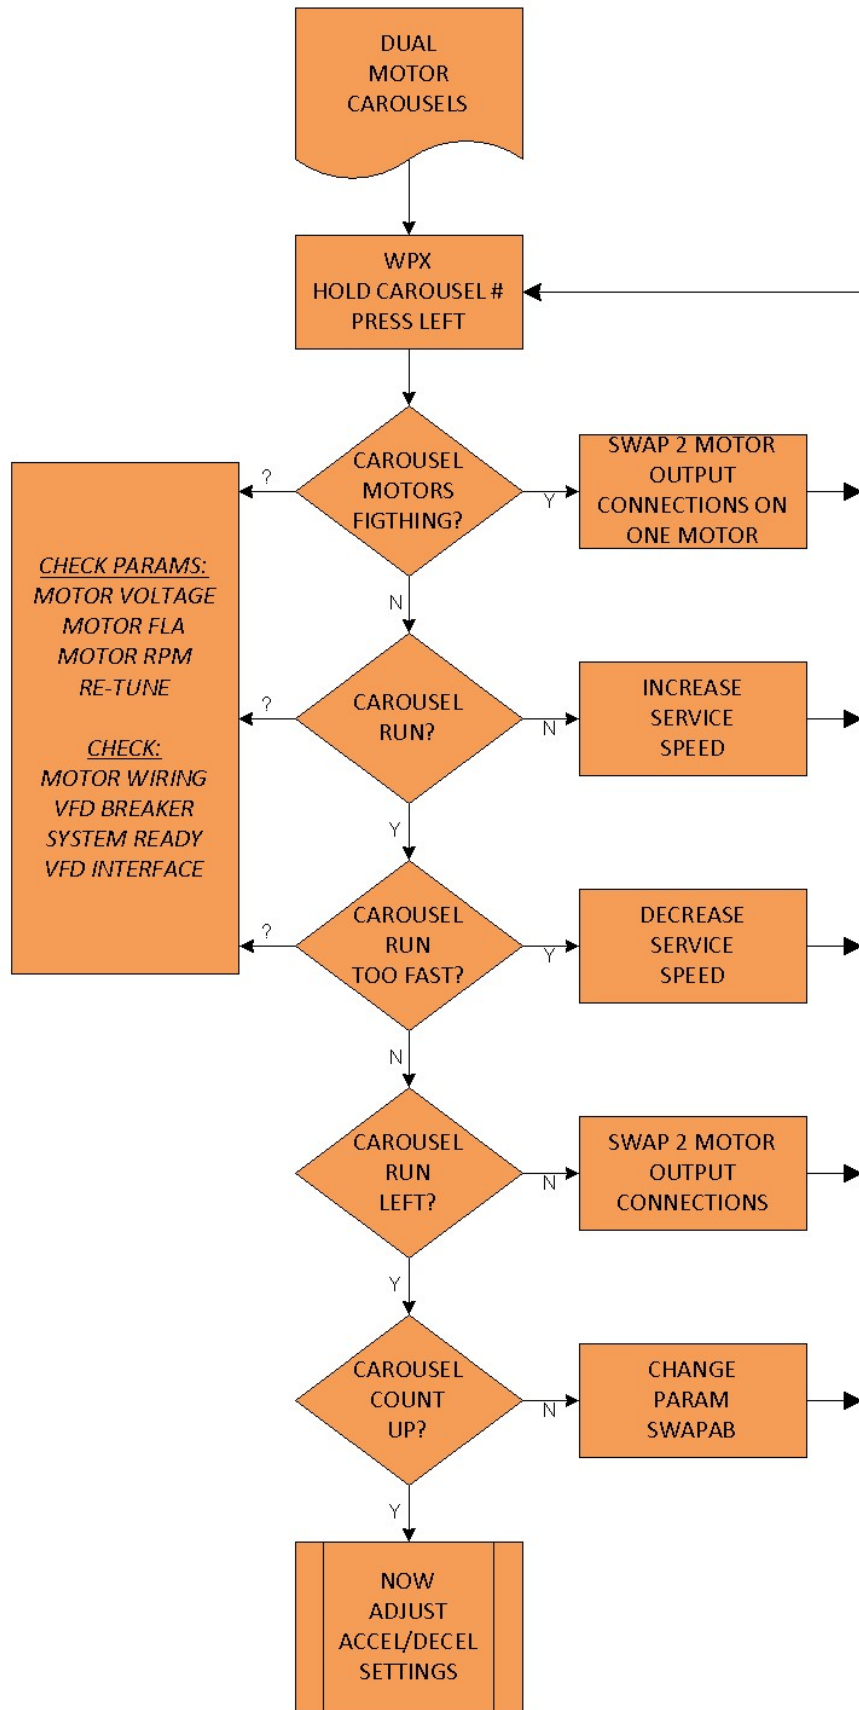 DUAL
MOTOR
CAROUSELS
WPX
HOLD CAROUSEL #
PRESS LEFT
CAROUSEL
MOTORS
FIGTHING?
?
Y
N
SWAP 2 MOTOR
OUTPUT
CONNECTIONS ON
ONE MOTOR
CHECK PARAMS:
MOTOR VOLTAGE
MOTOR FLA
MOTOR RPM
RE-TUNE
CHECK:
MOTOR WIRING
VFD BREAKER
SYSTEM READY
VFD INTERFACE
CAROUSEL
RUN?
?
N
Y
INCREASE
SERVICE
SPEED
CAROUSEL
RUN
TOO FAST?
?
Y
N
DECREASE
SERVICE
SPEED
CAROUSEL
RUN
LEFT?
N
Y
SWAP 2 MOTOR
OUTPUT
CONNECTIONS
CAROUSEL
COUNT
UP?
N
Y
CHANGE
PARAM
SWAPAB
NOW
ADJUST
ACCEL/DECEL
SETTINGS